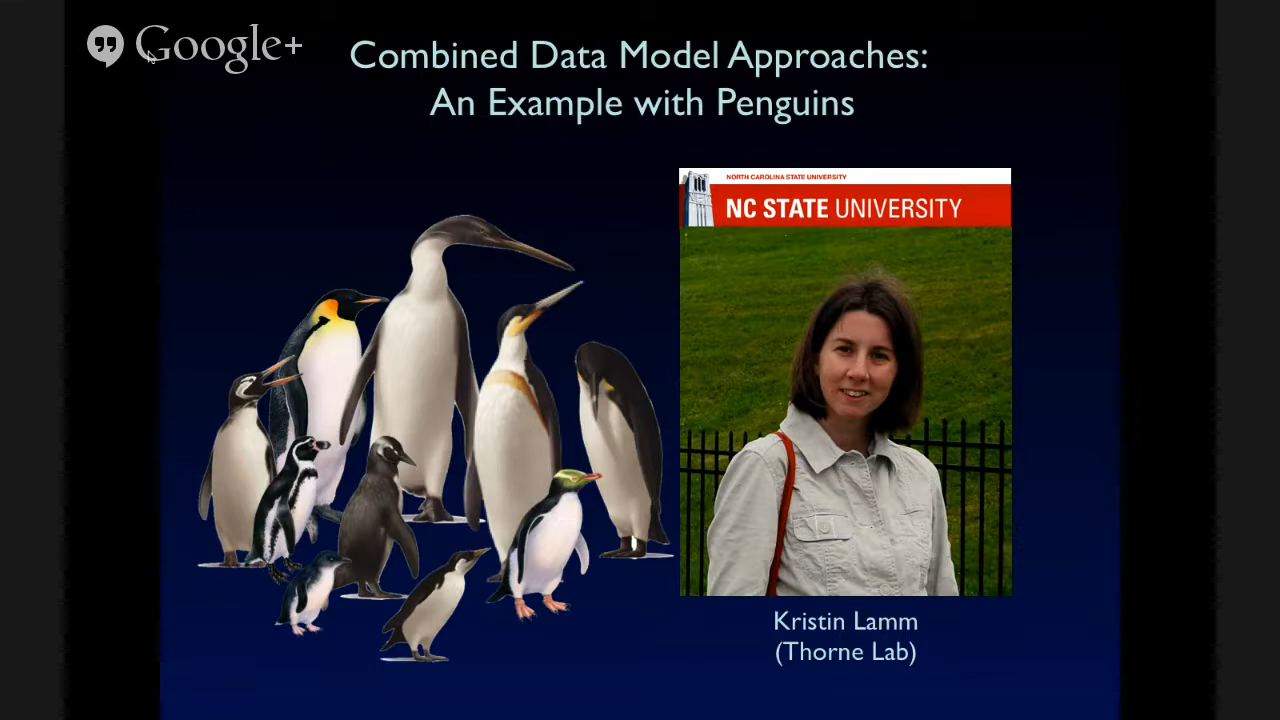 Google+
Combined Data Model Approaches:
An Example with Penguins
NORTH CAROLINA STATE UNIVERSITY
NC STATE UNIVERSITY
Kristin Lamm
(Thorne Lab)